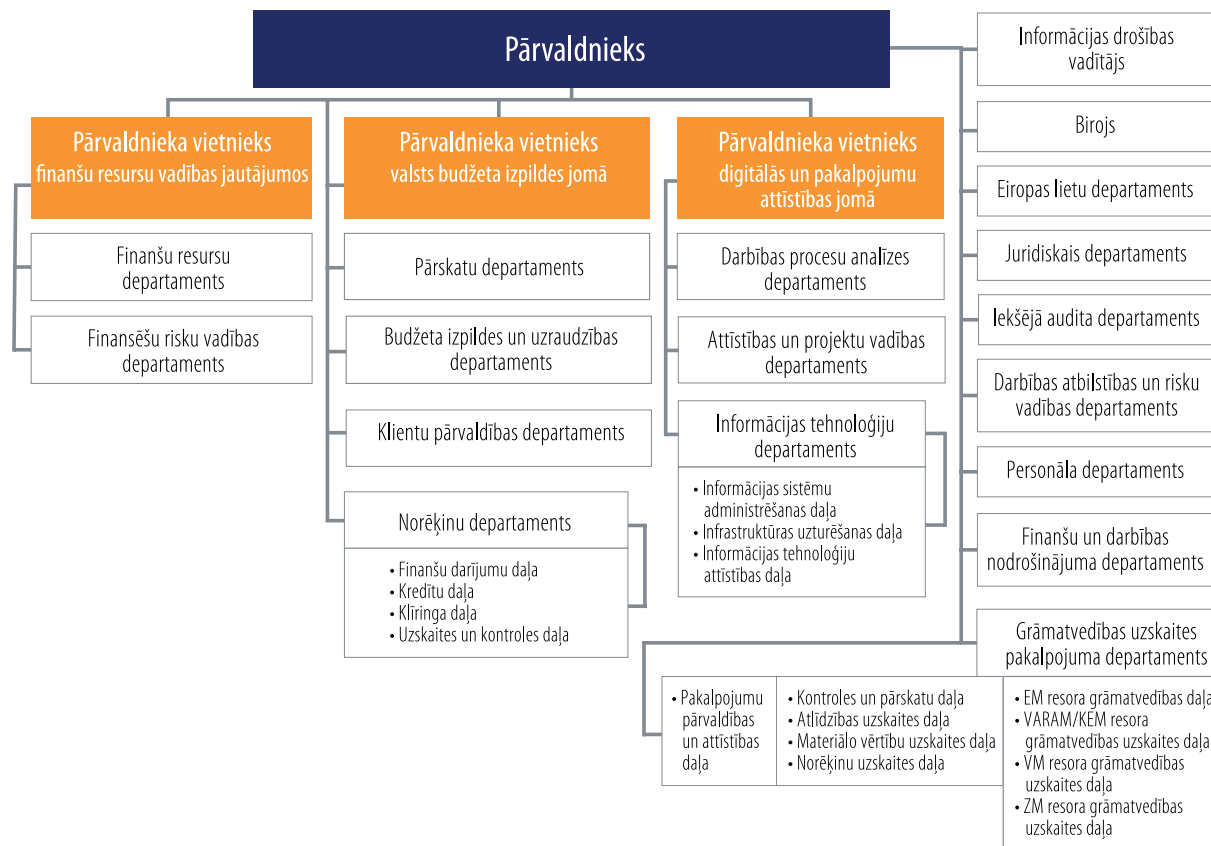 Pārvaldnieks
Pārvaldnieka vietnieks
finanšu resursu vadības jautājumos
Finanšu resursu
departaments
Finansēšu risku vadības
departaments
Pārvaldnieka vietnieks
valsts budžeta izpildes jomā
Pārskatu departaments
Budžeta izpildes un uzraudzības
departaments
Klientu pārvaldības departaments
Norēķinu departaments
• Finanšu darījumu daļa
• Kredītu daļa
• Klīringa daļa
• Uzskaites un kontroles daļa
Pārvaldnieka vietnieks
digitālās un pakalpojumu
attīstības jomā
Darbības procesu analīzes
departaments
Attīstības un projektu vadības
departaments
Informācijas tehnoloģiju
departaments
• Informācijas sistēmu
administrēšanas daļa
• Infrastruktūras uzturēšanas daļa
• Informācijas tehnoloģiju
attīstības daļa
Informācijas drošības
vadītājs
Birojs
Eiropas lietu departaments
Juridiskais departaments
Iekšējā audita departaments
Darbības atbilstības un risku
vadības departaments
Personāla departaments
Finanšu un darbības
nodrošinājuma departaments
Grāmatvedības uzskaites
pakalpojuma departaments
• Pakalpojumu
pārvaldības
un attīstības
daļa
• Kontroles un pārskatu daļa
• Atlīdzības uzskaites daļa
• Materiālo vērtību uzskaites daļa
• Norēķinu uzskaites daļa
• EM resora grāmatvedības daļa
• VARAM/KEM resora
grāmatvedības uzskaites daļa
• VM resora grāmatvedības
uzskaites daļa
• ZM resora grāmatvedības
uzskaites daļa